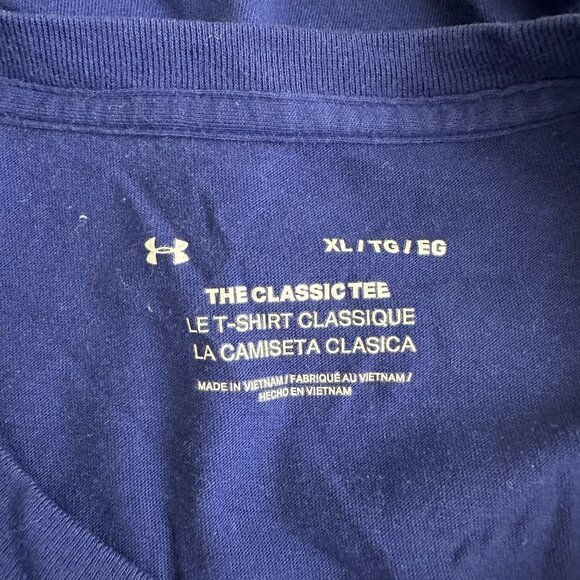 XL / TG / EG
THE CLASSIC TEE
LE T-SHIRT CLASSIQUE
LA CAMISETA CLASICA
MADE IN VIETNAM / FABRIQUÉ AU VIETNAM /
HECHO EN VIETNAM